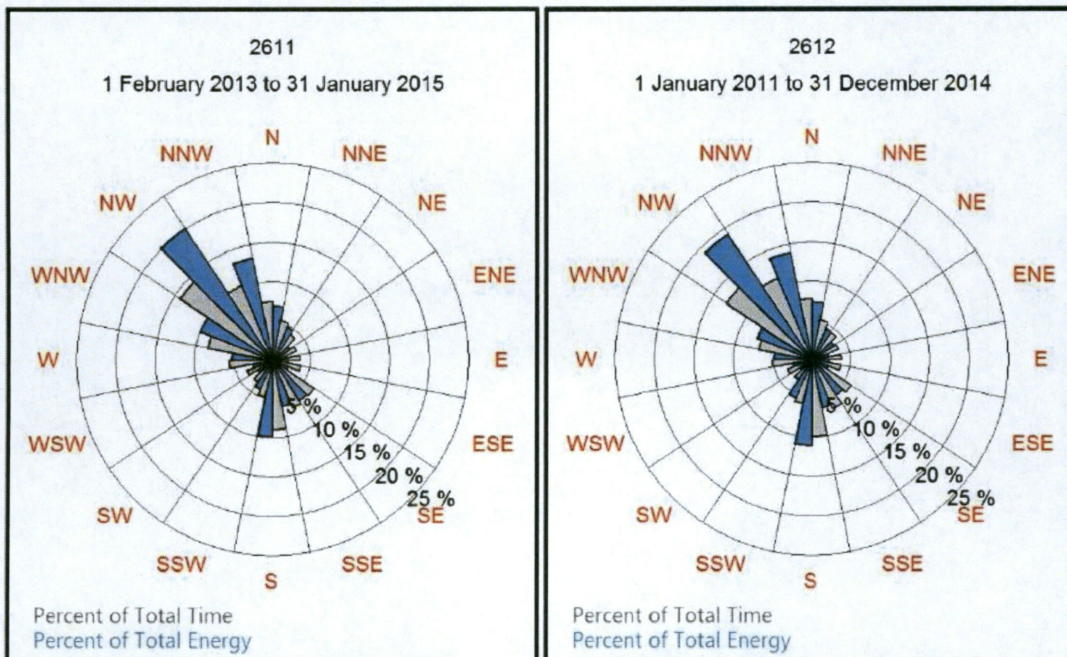 2611
1 February 2013 to 31 January 2015
N
NNW
NNE
NW
NE
WNW
ENE
W
E
5 %
10 %
WSW
15 %
ESE
20 %
25 %
SW
SE
SSW
SSE
S
Percent of Total Time
Percent of Total Energy
2612
1 January 2011 to 31 December 2014
N
NNW
NNE
NW
NE
WNW
ENE
W
E
5 %
10 %
WSW
15 %
ESE
20 %
25 %
SW
SE
SSW
SSE
S
Percent of Total Time
Percent of Total Energy